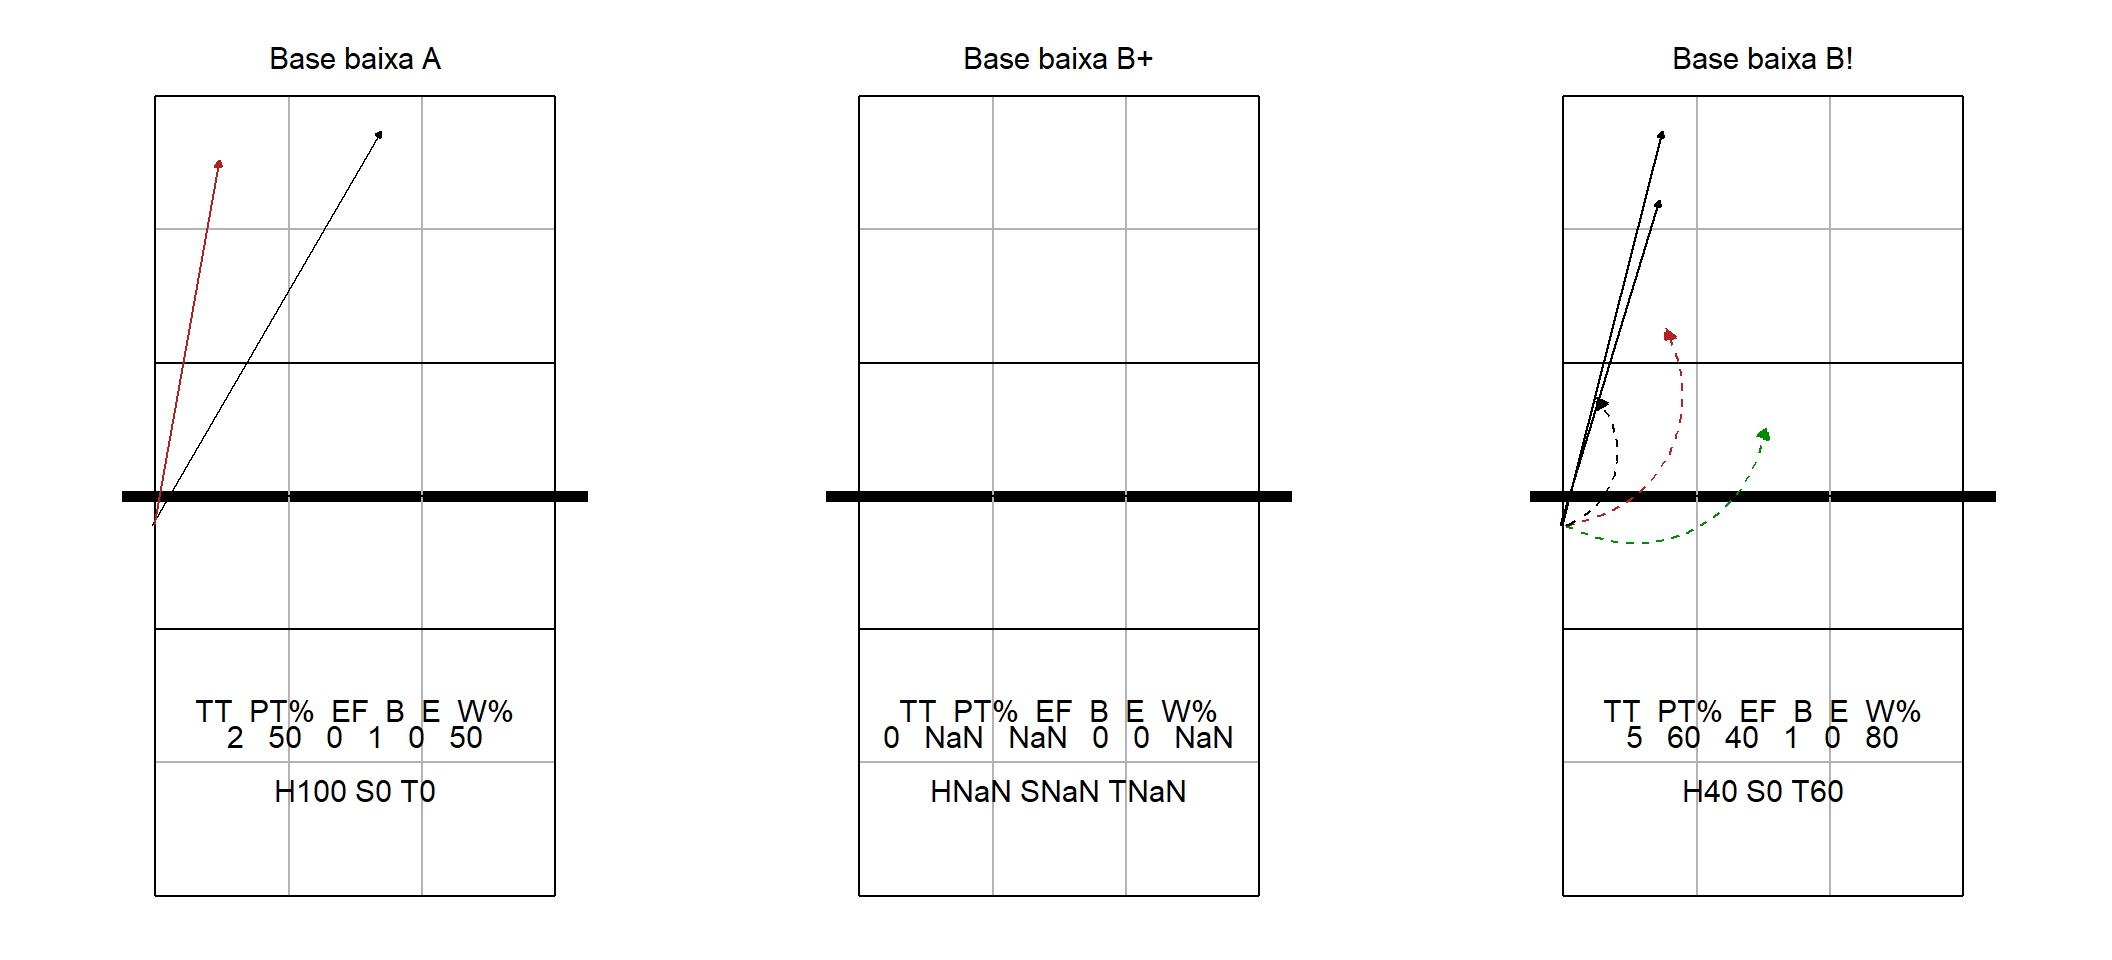 Base baixa A
TT PT% EF B E W%
2 50 0 1 0 50
H100 S0 T0
Base baixa B+
TT PT% EF B E W%
0 NaN NaN 0 0 NaN
HNaN SNaN TNaN
Base baixa B!
TT PT% EF B E W%
5 60 40 1 0 80
H40 S0 T60